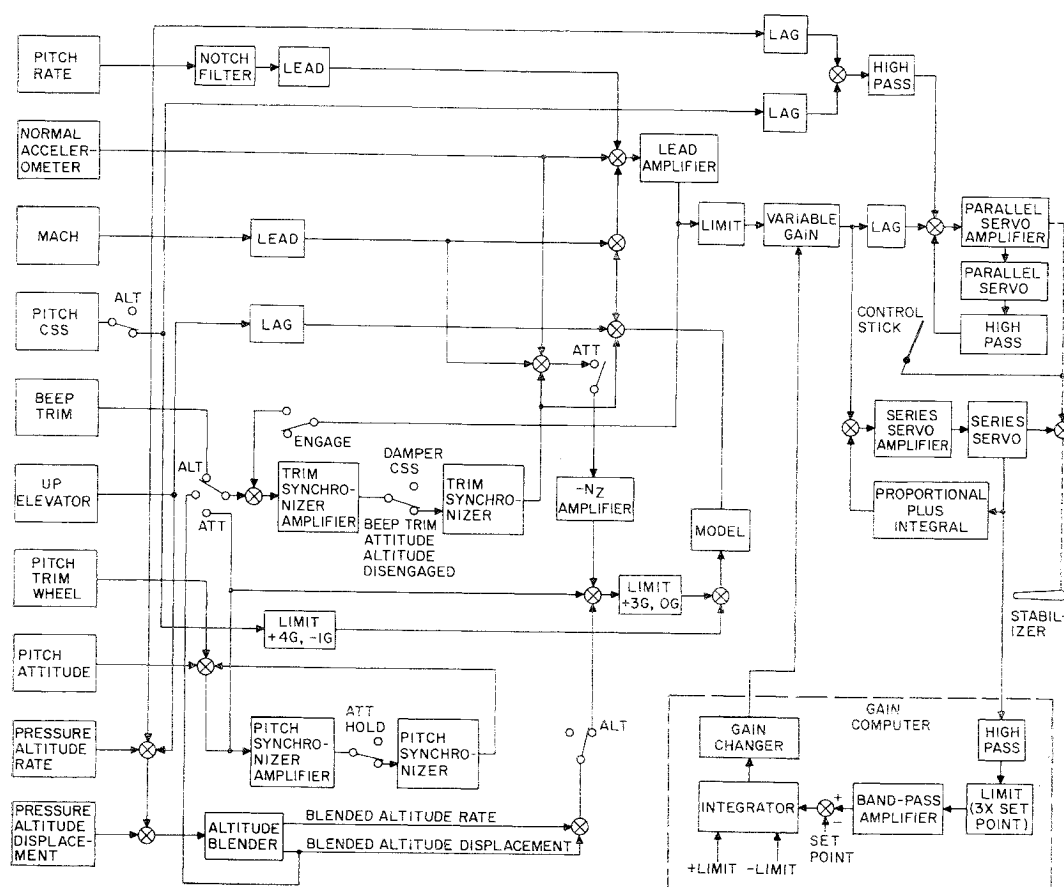 LAG
PITCH
RATE
NOTCH
FILTER
LEAD
HIGH
PASS
LAG
NORMAL
ACCELER-
OMETER
LEAD
AMPLIFIER
MACH
LEAD
LIMIT
VARIABLE
GAIN
LAG
PARALLEL
SERVO
AMPLIFIER
PARALLEL
SERVO
HIGH
PASS
PITCH
CSS
ALT
LAG
ATT
CONTROL
STICK
BEEP
TRIM
ENGAGE
SERIES
SERVO
AMPLIFIER
SERIES
SERVO
UP
ELEVATOR
ALT
ATT
TRIM
SYNCHRO-
NIZER
AMPLIFIER
DAMPER
CSS
BEEP TRIM
ATTITUDE
ALTITUDE
DISENGAGED
TRIM
SYNCHRO-
NIZER
-NZ
AMPLIFIER
PROPORTIONAL
PLUS
INTEGRAL
MODEL
PITCH
TRIM
WHEEL
LIMIT
+3G, 0G
LIMIT
+4G, -1G
STABIL-
IZER
PITCH
ATTITUDE
PRESSURE
ALTITUDE
RATE
PITCH
SYNCHRO-
NIZER
AMPLIFIER
ATT
HOLD
PITCH
SYNCHRO-
NIZER
ALT
GAIN
COMPUTER
GAIN
CHANGER
HIGH
PASS
PRESSURE
ALTITUDE
DISPLACE-
MENT
ALTITUDE
BLENDER
BLENDED ALTITUDE RATE
BLENDED ALTITUDE DISPLACEMENT
INTEGRATOR
+
-
SET
POINT
BAND-PASS
AMPLIFIER
LIMIT
(3X SET
POINT)
+LIMIT -LIMIT